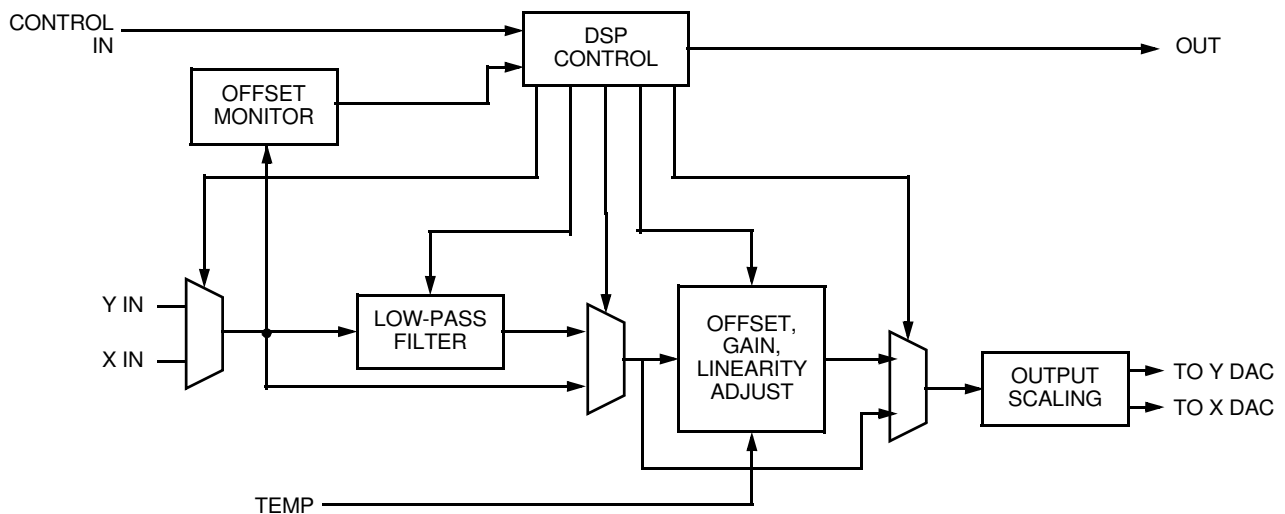 CONTROL
IN
DSP
CONTROL
OUT
OFFSET
MONITOR
Y IN
X IN
LOW-PASS
FILTER
OFFSET,
GAIN,
LINEARITY
ADJUST
OUTPUT
SCALING
TO Y DAC
TO X DAC
TEMP